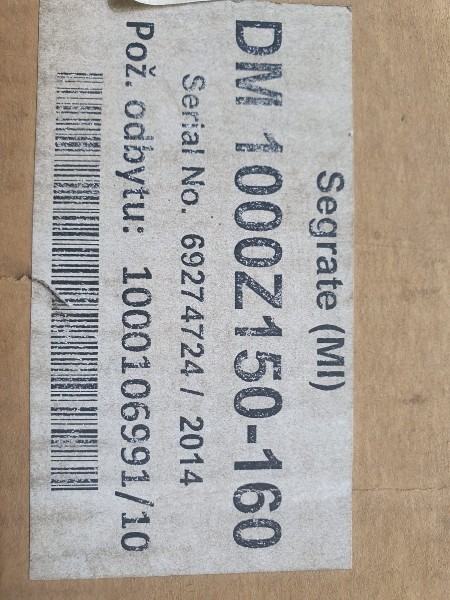 Segrate (MI)
DM 1000Z150-160
Serial No. 69274724 / 2014
Pož. odbytu: 1000106991/10